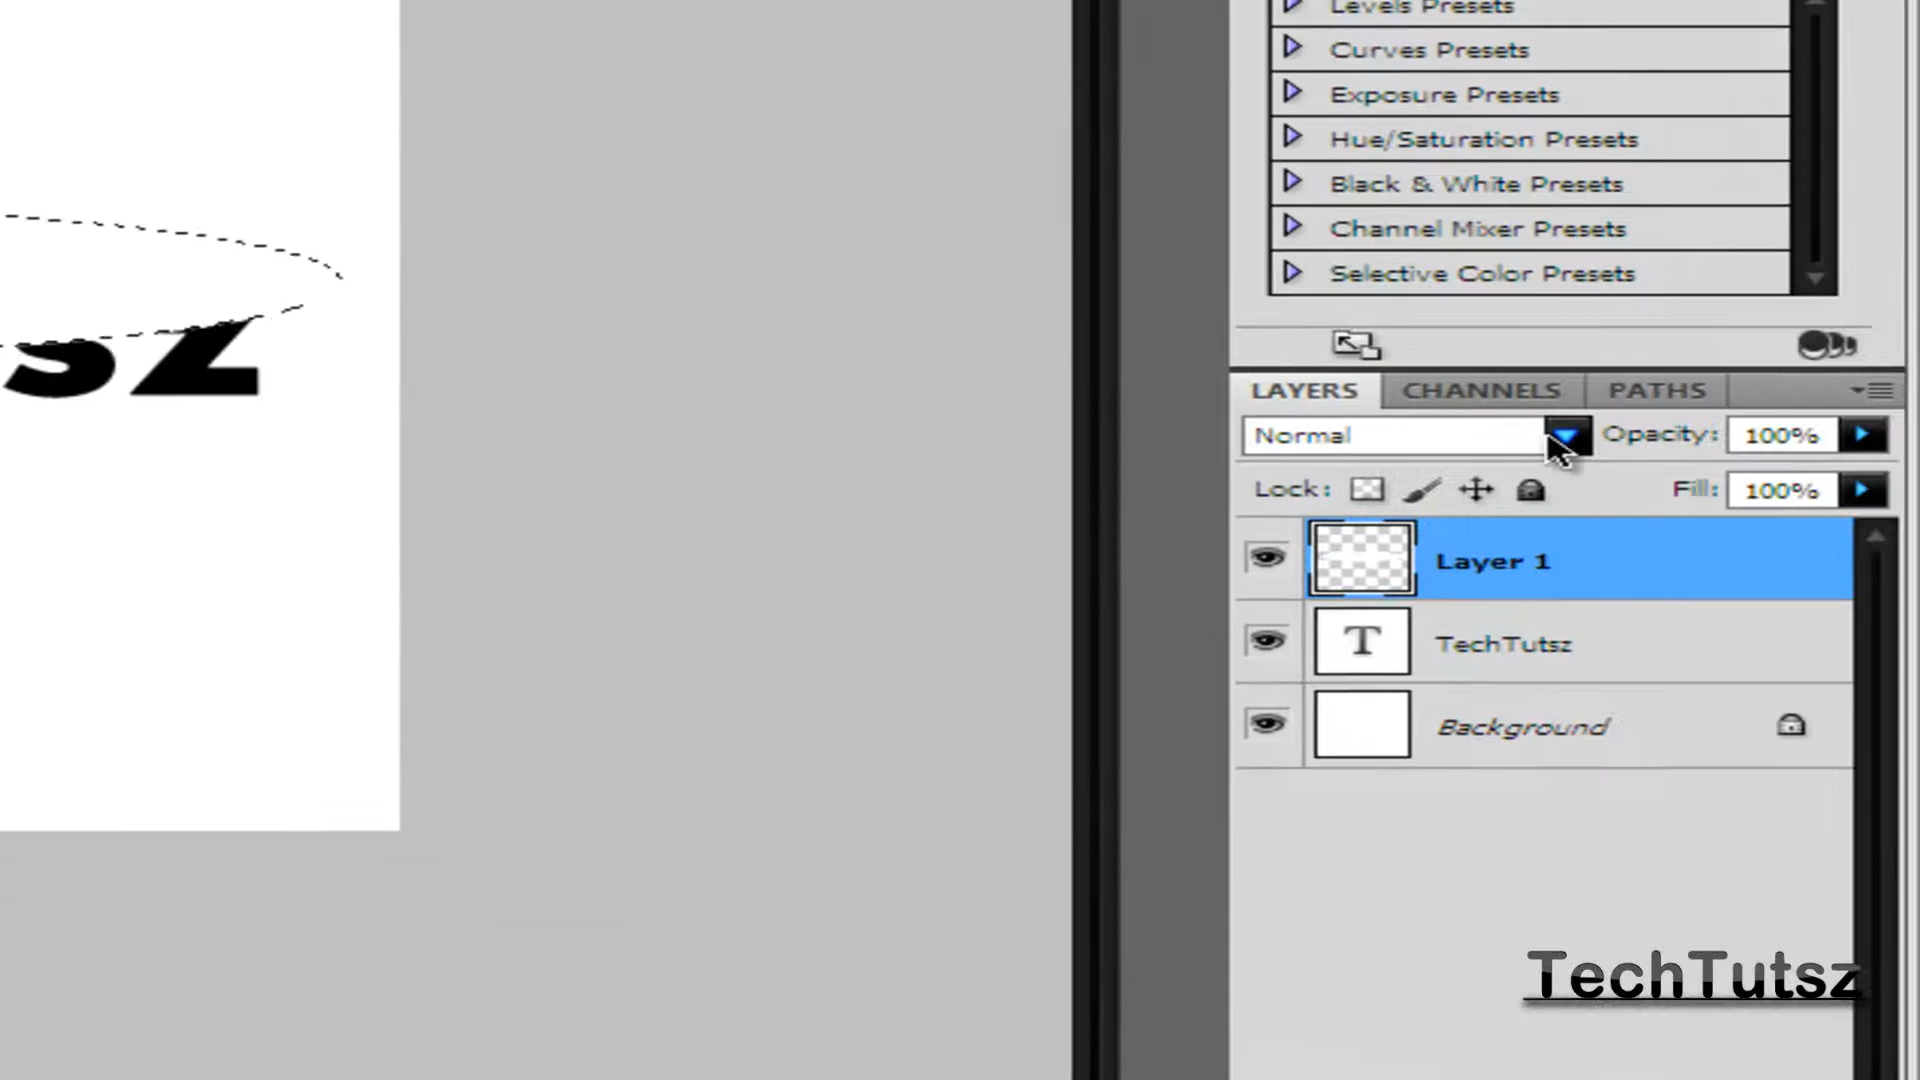 Levels Presets
Curves Presets
Exposure Presets
Hue/Saturation Presets
Black & White Presets
Channel Mixer Presets
Selective Color Presets
LAYERS CHANNELS PATHS
Normal Opacity: 100%
Lock: Fill: 100%
Layer 1
T TechTutsz
Background
sz
TechTutsz